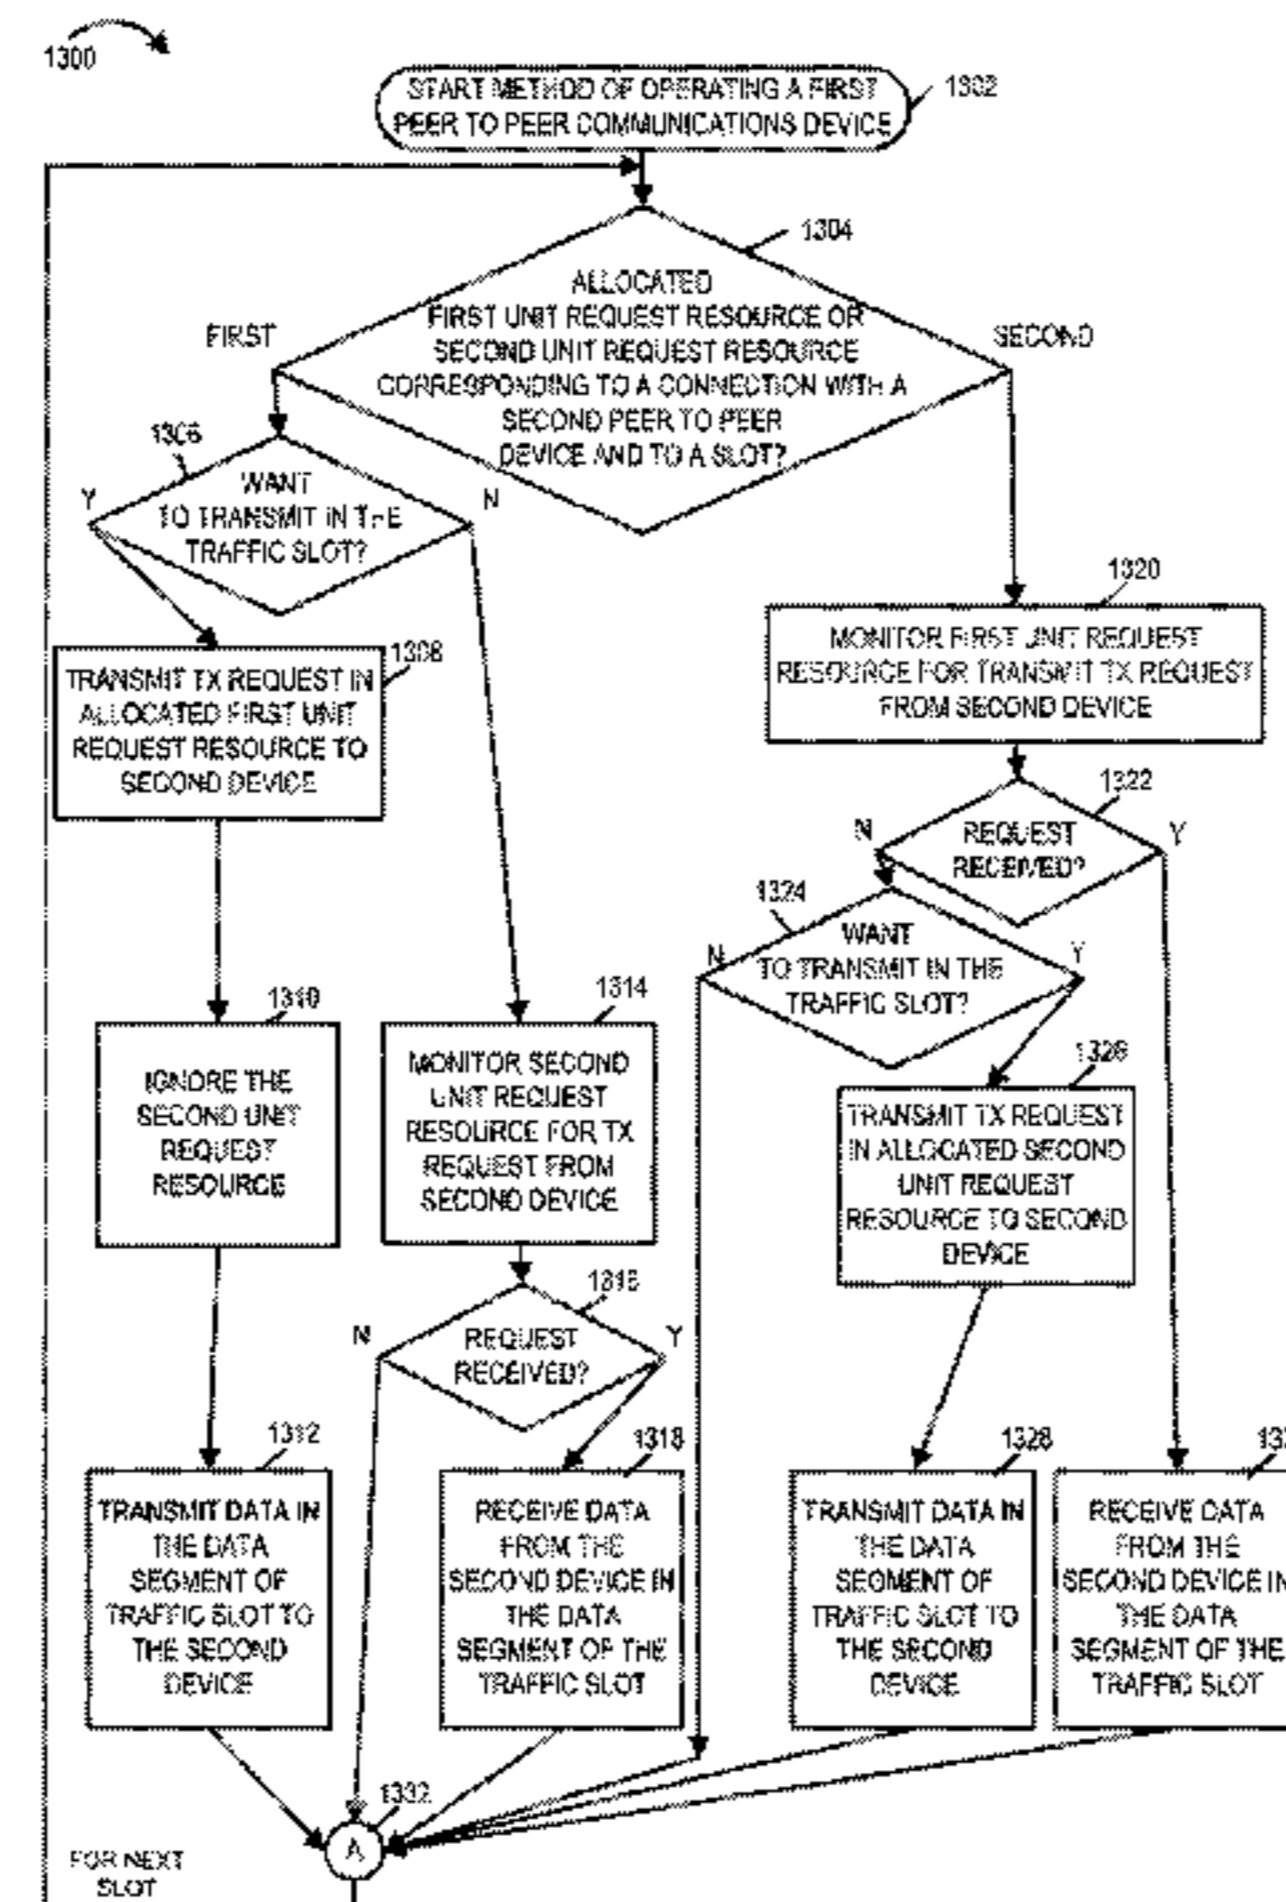 1300
START METHOD OF OPERATING A FIRST
PEER TO PEER COMMUNICATIONS DEVICE
1302
1304
ALLOCATED
FIRST UNIT REQUEST RESOURCE OR
SECOND UNIT REQUEST RESOURCE
CORRESPONDING TO A CONNECTION WITH A
SECOND PEER TO PEER
DEVICE AND TO A SLOT?
FIRST
SECOND
1306
WANT
TO TRANSMIT IN THE
TRAFFIC SLOT?
Y
N
1308
TRANSMIT TX REQUEST IN
ALLOCATED FIRST UNIT
REQUEST RESOURCE TO
SECOND DEVICE
1320
MONITOR FIRST UNIT REQUEST
RESOURCE FOR TRANSMIT TX REQUEST
FROM SECOND DEVICE
1322
REQUEST
RECEIVED?
N
Y
1324
WANT
TO TRANSMIT IN THE
TRAFFIC SLOT?
N
Y
1310
IGNORE THE
SECOND UNIT
REQUEST
RESOURCE
1314
MONITOR SECOND
UNIT REQUEST
RESOURCE FOR TX
REQUEST FROM
SECOND DEVICE
1326
TRANSMIT TX REQUEST
IN ALLOCATED SECOND
UNIT REQUEST
RESOURCE TO SECOND
DEVICE
1316
REQUEST
RECEIVED?
N
Y
1312
TRANSMIT DATA IN
THE DATA
SEGMENT OF
TRAFFIC SLOT TO
THE SECOND
DEVICE
1318
RECEIVE DATA
FROM THE
SECOND DEVICE IN
THE DATA
SEGMENT OF THE
TRAFFIC SLOT
1328
TRANSMIT DATA IN
THE DATA
SEGMENT OF
TRAFFIC SLOT TO
THE SECOND
DEVICE
RECEIVE DATA
FROM THE
SECOND DEVICE IN
THE DATA
SEGMENT OF THE
TRAFFIC SLOT
1332
A
FOR NEXT
SLOT